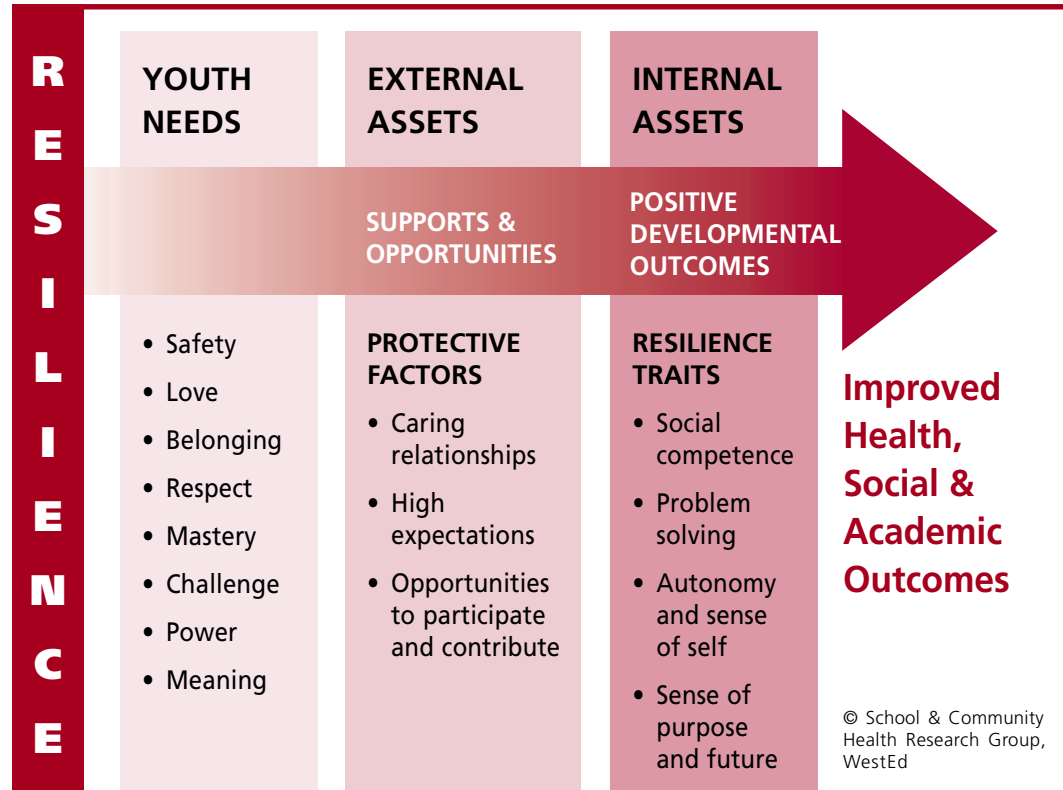 RESILIENCE
YOUTH
NEEDS
• Safety
• Love
• Belonging
• Respect
• Mastery
• Challenge
• Power
• Meaning
EXTERNAL
ASSETS
SUPPORTS &
OPPORTUNITIES
PROTECTIVE
FACTORS
• Caring
relationships
• High
expectations
• Opportunities
to participate
and contribute
INTERNAL
ASSETS
POSITIVE
DEVELOPMENTAL
OUTCOMES
RESILIENCE
TRAITS
• Social
competence
• Problem
solving
• Autonomy
and sense
of self
• Sense of
purpose
and future
Improved
Health,
Social &
Academic
Outcomes
© School & Community
Health Research Group,
WestEd